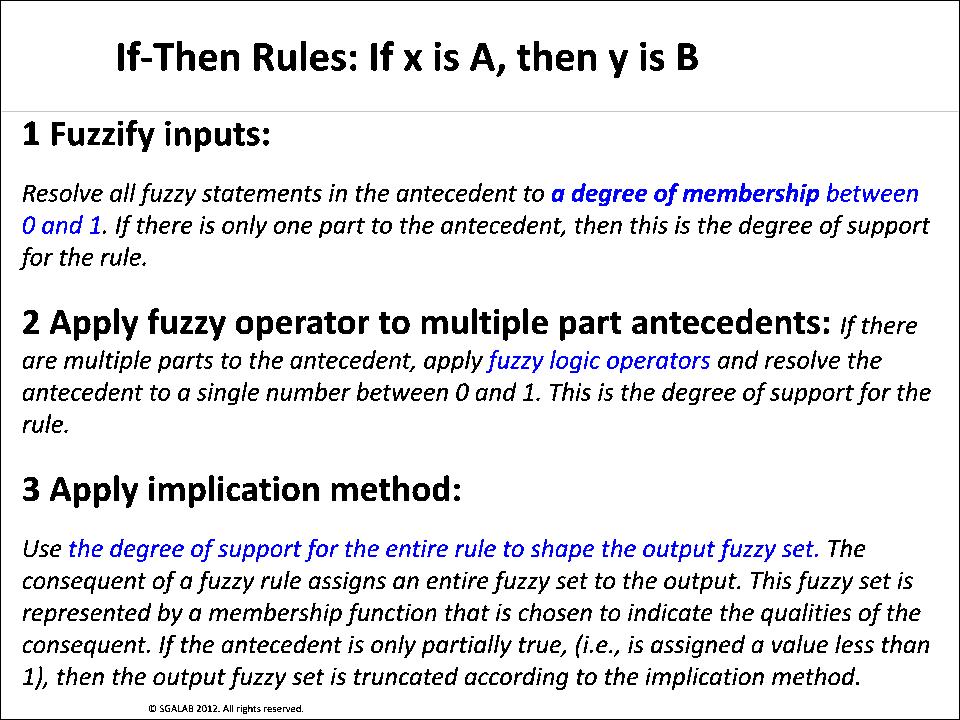 If-Then Rules: If x is A, then y is B
1 Fuzzify inputs:
Resolve all fuzzy statements in the antecedent to a degree of membership between
0 and 1. If there is only one part to the antecedent, then this is the degree of support
for the rule.
2 Apply fuzzy operator to multiple part antecedents: If there
are multiple parts to the antecedent, apply fuzzy logic operators and resolve the
antecedent to a single number between 0 and 1. This is the degree of support for the
rule.
3 Apply implication method:
Use the degree of support for the entire rule to shape the output fuzzy set. The
consequent of a fuzzy rule assigns an entire fuzzy set to the output. This fuzzy set is
represented by a membership function that is chosen to indicate the qualities of the
consequent. If the antecedent is only partially true, (i.e., is assigned a value less than
1), then the output fuzzy set is truncated according to the implication method.
© SGALAB 2012. All rights reserved.